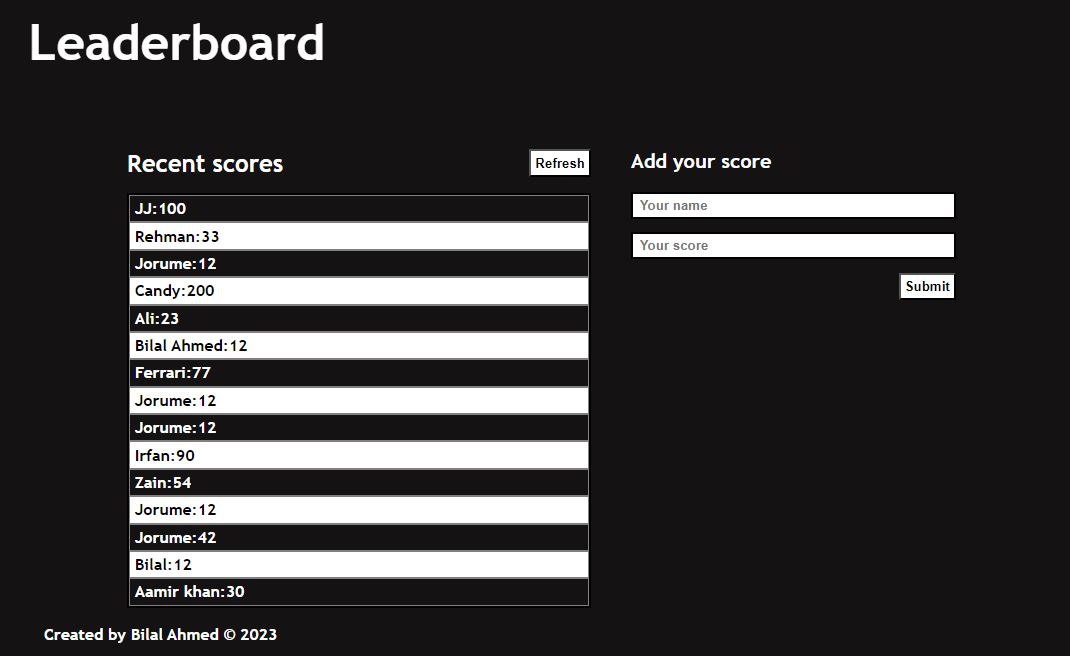 Leaderboard
Recent scores
Refresh
JJ:100
Rehman:33
Jorume:12
Candy:200
Ali:23
Bilal Ahmed:12
Ferrari:77
Jorume:12
Jorume:12
Irfan:90
Zain:54
Jorume:12
Jorume:42
Bilal:12
Aamir khan:30
Add your score
Your name
Your score
Submit
Created by Bilal Ahmed © 2023